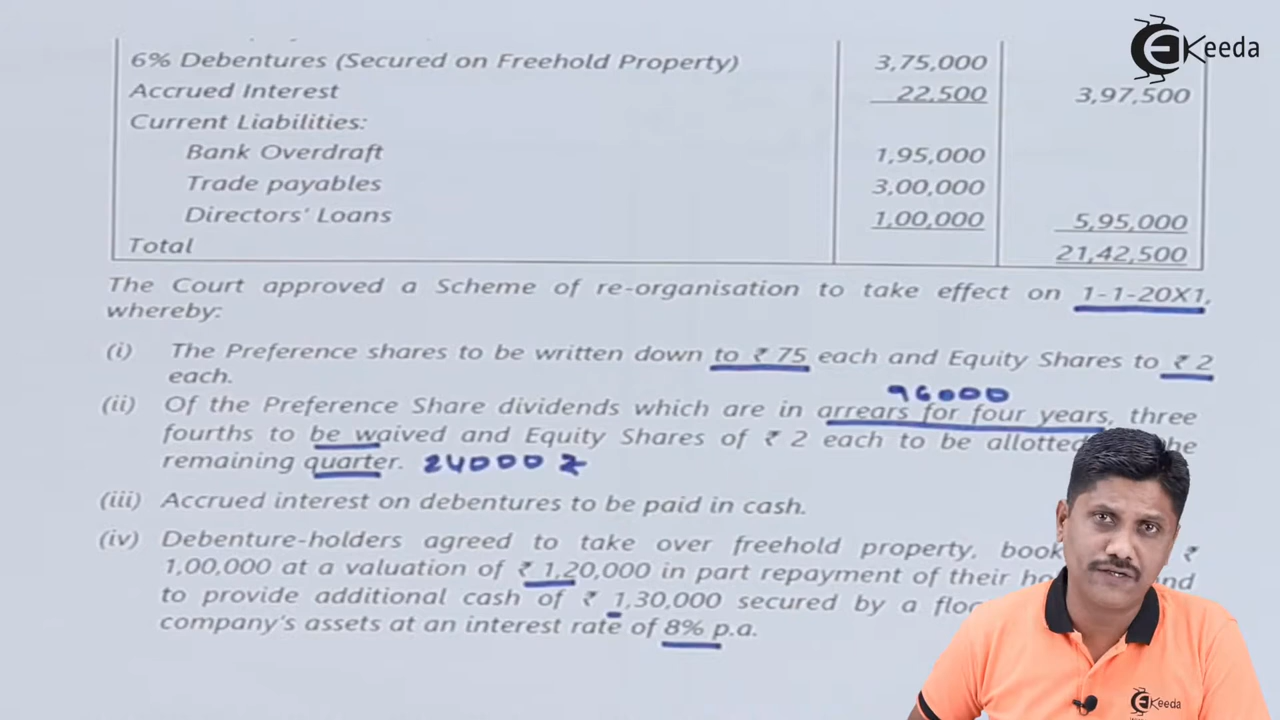 EKeeda
6% Debentures (Secured on Freehold Property) 3,75,000
Accrued Interest 22,500 3,97,500
Current Liabilities:
Bank Overdraft 1,95,000
Trade payables 3,00,000
Directors' Loans 1,00,000 5,95,000
Total 21,42,500
The Court approved a Scheme of re-organisation to take effect on 1-1-20X1,
whereby:
(i) The Preference shares to be written down to ₹ 75 each and Equity Shares to ₹ 2
each.
96000
(ii) Of the Preference Share dividends which are in arrears for four years, three
fourths to be waived and Equity Shares of ₹ 2 each to be allotted
remaining quarter. 24000 ₹
(iii) Accrued interest on debentures to be paid in cash.
(iv) Debenture-holders agreed to take over freehold property, book ₹
1,00,000 at a valuation of ₹ 1,20,000 in part repayment of their
to provide additional cash of ₹ 1,30,000 secured by a
company's assets at an interest rate of 8% p.a.
EKeeda